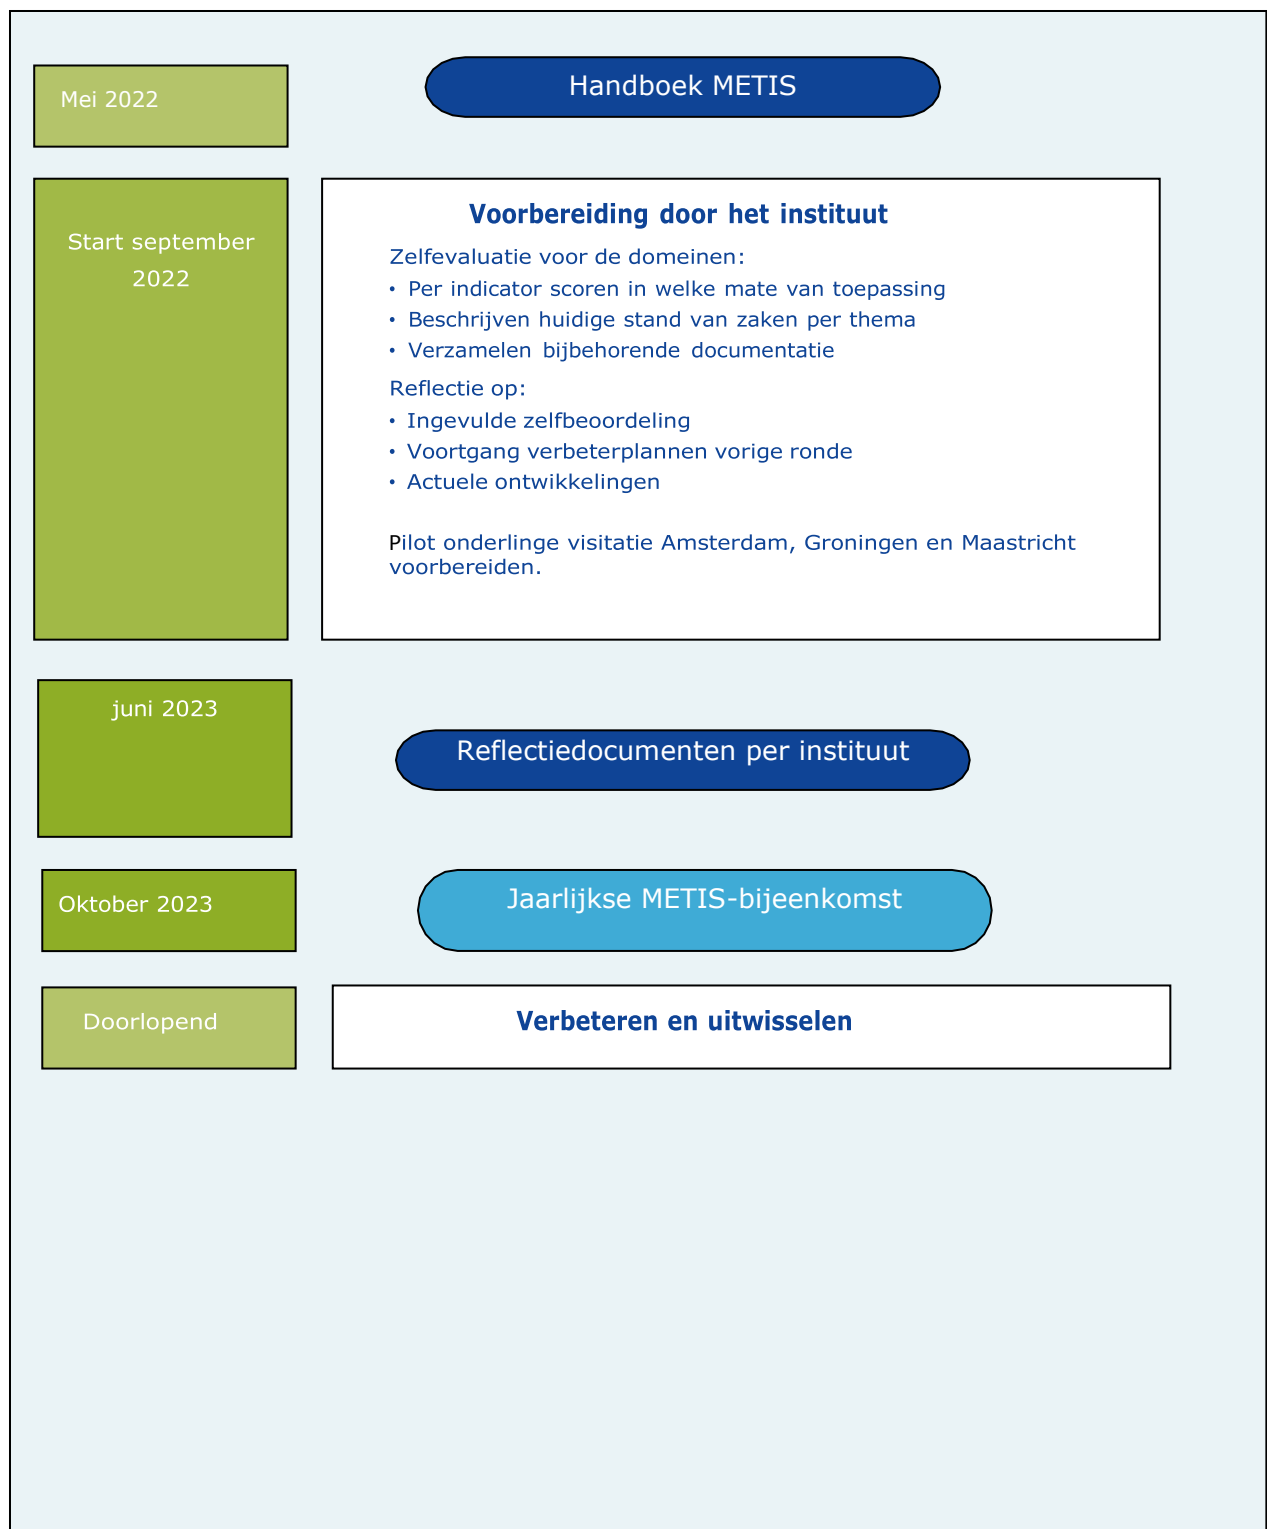 Mei 2022
Handboek METIS
Start september
2022
Voorbereiding door het instituut
Zelfevaluatie voor de domeinen:
• Per indicator scoren in welke mate van toepassing
• Beschrijven huidige stand van zaken per thema
• Verzamelen bijbehorende documentatie
Reflectie op:
• Ingevulde zelfbeoordeling
• Voortgang verbeterplannen vorige ronde
• Actuele ontwikkelingen
Pilot onderlinge visitatie Amsterdam, Groningen en Maastricht
voorbereiden.
juni 2023
Reflectiedocumenten per instituut
Oktober 2023
Jaarlijkse METIS-bijeenkomst
Doorlopend
Verbeteren en uitwisselen